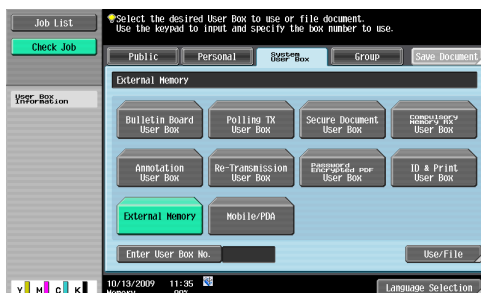 Job List
Check Job
User Box
Information
Select the desired User Box to use or file document.
Use the keypad to input and specify the box number to use.
Public
Personal
System
User Box
Group
Save Document
External Memory
Bulletin Board
User Box
Polling TX
User Box
Secure Document
User Box
Compulsory
Memory RX
User Box
Annotation
User Box
Re-Transmission
User Box
Password
Encrypted PDF
User Box
ID & Print
User Box
External Memory
Mobile/PDA
Enter User Box No.
Use/File
Y M C K
10/13/2009 11:35
Memory 99%
Language Selection